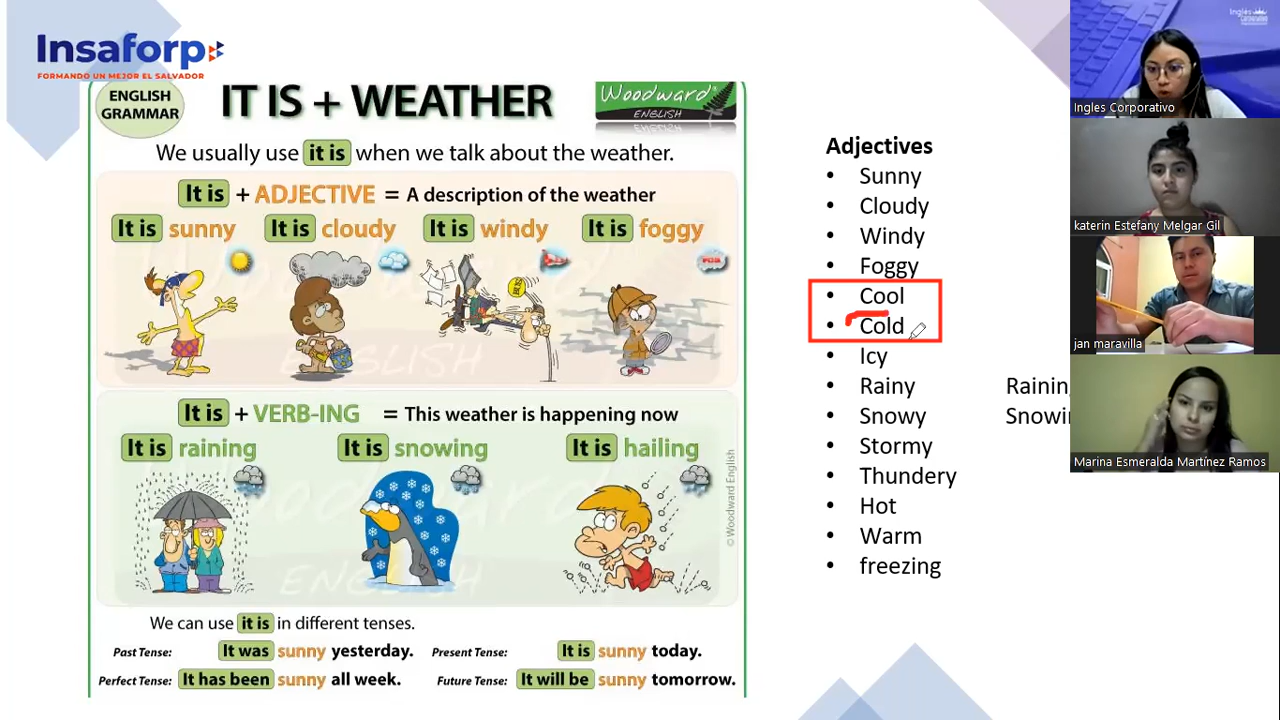 Insaforp
FORMANDO UN MEJOR EL SALVADOR
ENGLISH
GRAMMAR
IT IS + WEATHER
Woodward®
ENGLISH
We usually use it is when we talk about the weather.
It is + ADJECTIVE = A description of the weather
It is sunny
It is cloudy
It is windy
It is foggy
BUS
It is + VERB-ING = This weather is happening now
It is raining
It is snowing
It is hailing
© Woodward English
We can use it is in different tenses.
Past Tense: It was sunny yesterday.
Present Tense: It is sunny today.
Perfect Tense: It has been sunny all week.
Future Tense: It will be sunny tomorrow.
Adjectives
• Sunny
• Cloudy
• Windy
• Foggy
• Cool
• Cold
• Icy
• Rainy Rainin
• Snowy Snowi
• Stormy
• Thundery
• Hot
• Warm
• freezing
Ingles Corporativo
katerin Estefany Melgar Gil
jan maravilla
Marina Esmeralda Martínez Ramos